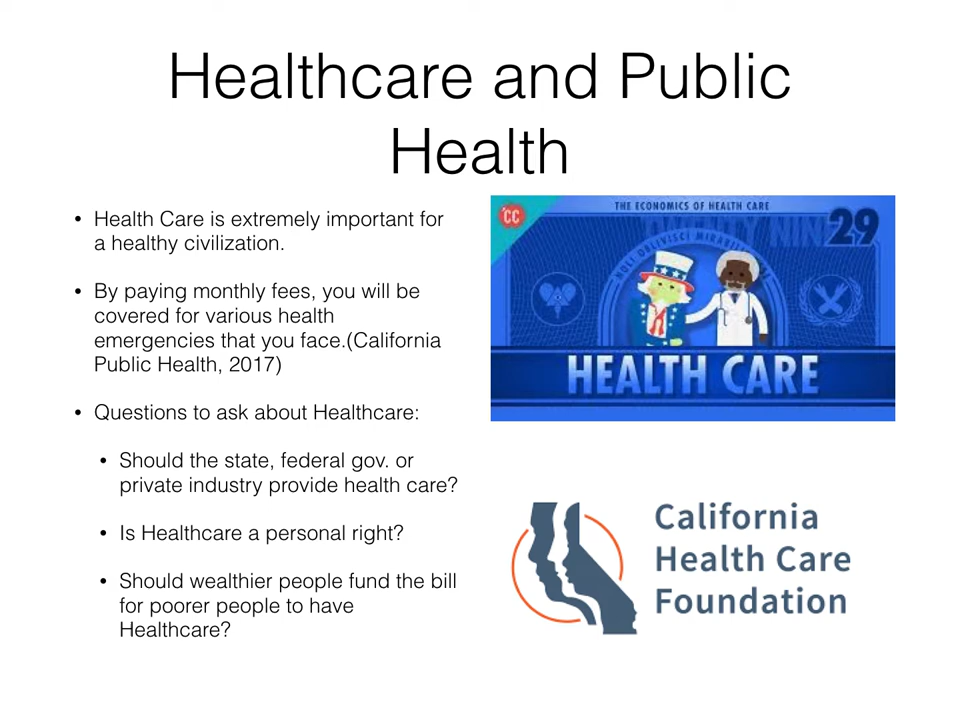 Healthcare and Public
Health
• Health Care is extremely important for
a healthy civilization.
• By paying monthly fees, you will be
covered for various health
emergencies that you face.(California
Public Health, 2017)
• Questions to ask about Healthcare:
• Should the state, federal gov. or
private industry provide health care?
• Is Healthcare a personal right?
• Should wealthier people fund the bill
for poorer people to have
Healthcare?
CC
THE ECONOMICS OF HEALTH CARE
TWENTY NINE
29
NOLI OBLIVISCI
HEALTH CARE
California
Health Care
Foundation